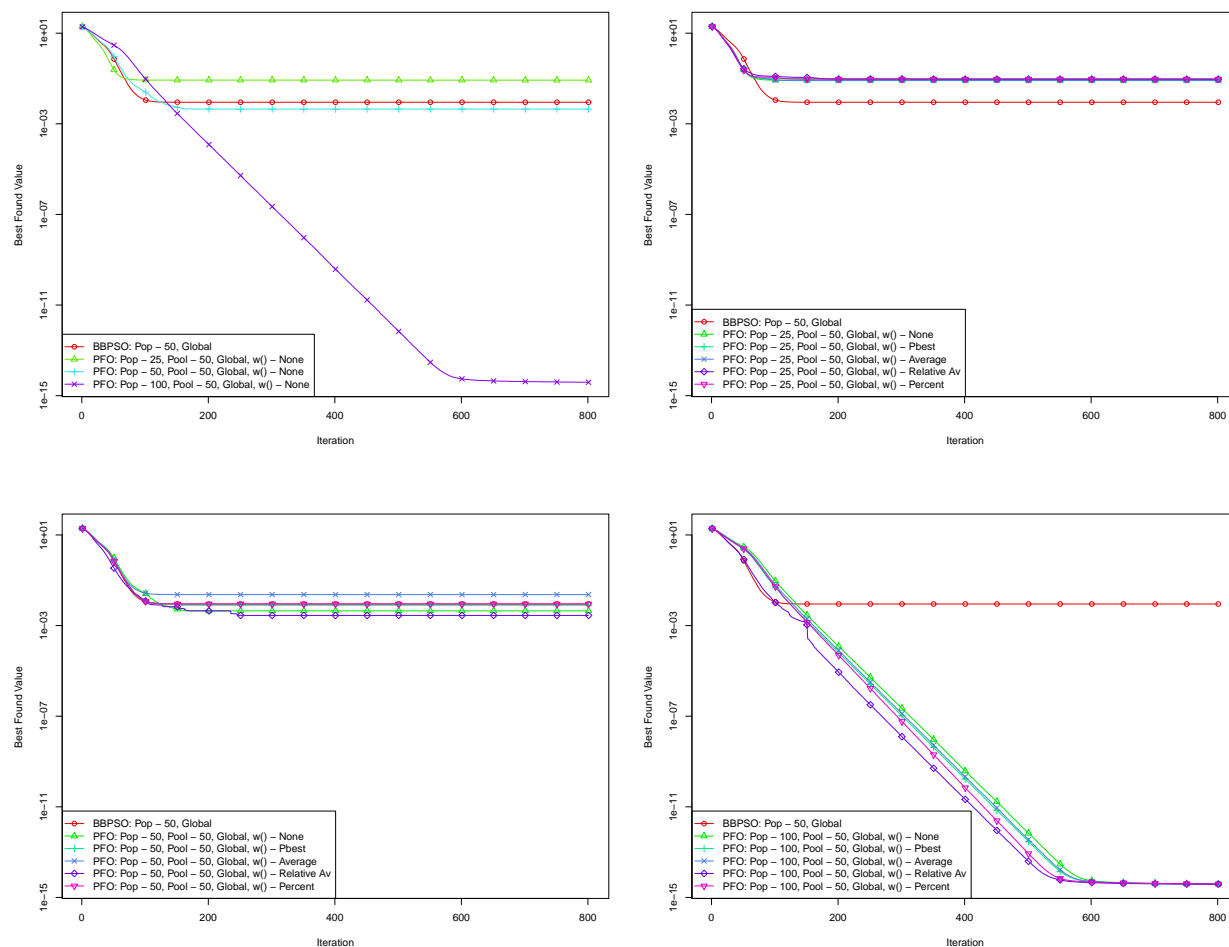 1e+01
1e−03
1e−07
1e−11
1e−15
Best Found Value
BBPSO: Pop − 50, Global
PFO: Pop − 25, Pool − 50, Global, w() − None
PFO: Pop − 50, Pool − 50, Global, w() − None
PFO: Pop − 100, Pool − 50, Global, w() − None
0 200 400 600 800
Iteration
1e+01
1e−03
1e−07
1e−11
1e−15
Best Found Value
BBPSO: Pop − 50, Global
PFO: Pop − 25, Pool − 50, Global, w() − None
PFO: Pop − 25, Pool − 50, Global, w() − Pbest
PFO: Pop − 25, Pool − 50, Global, w() − Average
PFO: Pop − 25, Pool − 50, Global, w() − Relative Av
PFO: Pop − 25, Pool − 50, Global, w() − Percent
0 200 400 600 800
Iteration
1e+01
1e−03
1e−07
1e−11
1e−15
Best Found Value
BBPSO: Pop − 50, Global
PFO: Pop − 50, Pool − 50, Global, w() − None
PFO: Pop − 50, Pool − 50, Global, w() − Pbest
PFO: Pop − 50, Pool − 50, Global, w() − Average
PFO: Pop − 50, Pool − 50, Global, w() − Relative Av
PFO: Pop − 50, Pool − 50, Global, w() − Percent
0 200 400 600 800
Iteration
1e+01
1e−03
1e−07
1e−11
1e−15
Best Found Value
BBPSO: Pop − 50, Global
PFO: Pop − 100, Pool − 50, Global, w() − None
PFO: Pop − 100, Pool − 50, Global, w() − Pbest
PFO: Pop − 100, Pool − 50, Global, w() − Average
PFO: Pop − 100, Pool − 50, Global, w() − Relative Av
PFO: Pop − 100, Pool − 50, Global, w() − Percent
0 200 400 600 800
Iteration